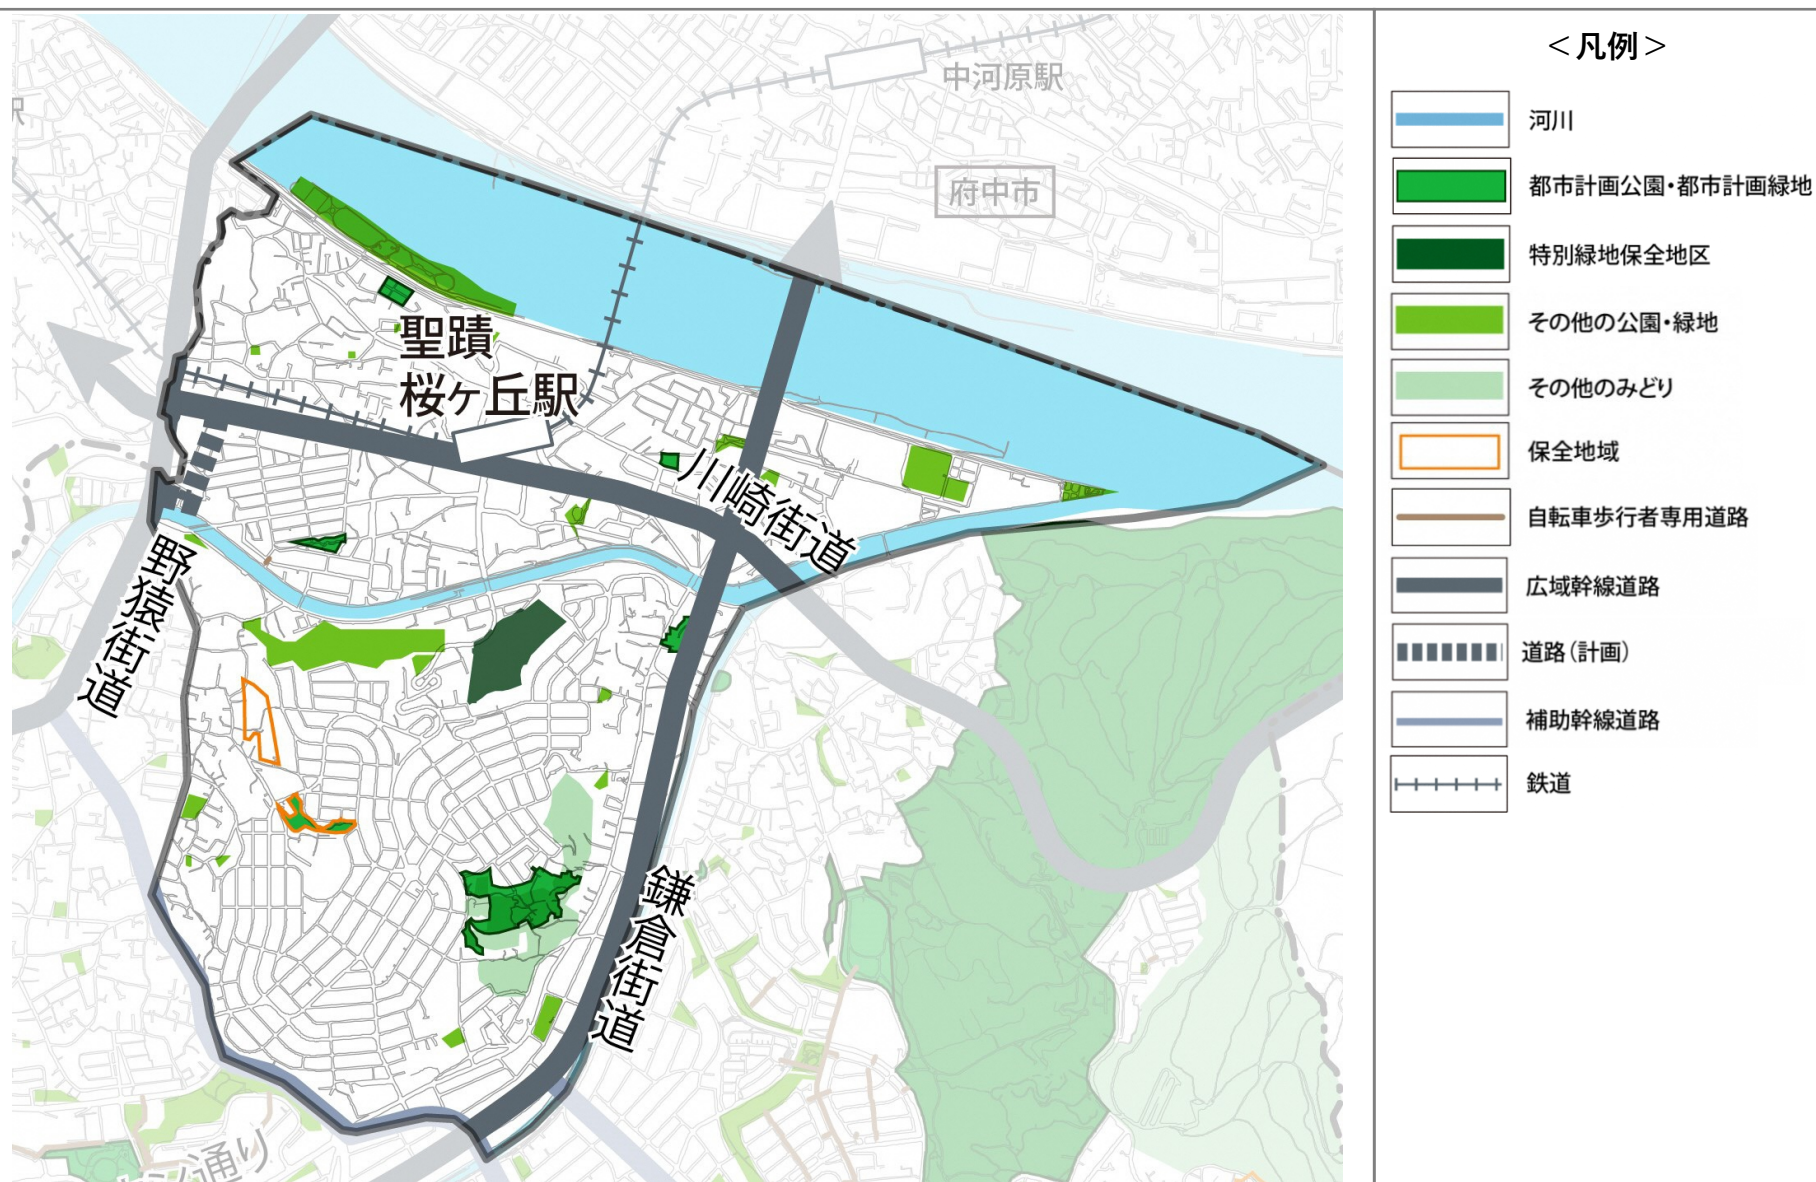 中河原駅
駅
府中市
聖蹟
桜ヶ丘駅
川崎街道
野猿街道
鎌倉街道
通り
<凡例>
河川
都市計画公園・都市計画緑地
特別緑地保全地区
その他の公園・緑地
その他のみどり
保全地域
自転車歩行者専用道路
広域幹線道路
道路(計画)
補助幹線道路
鉄道